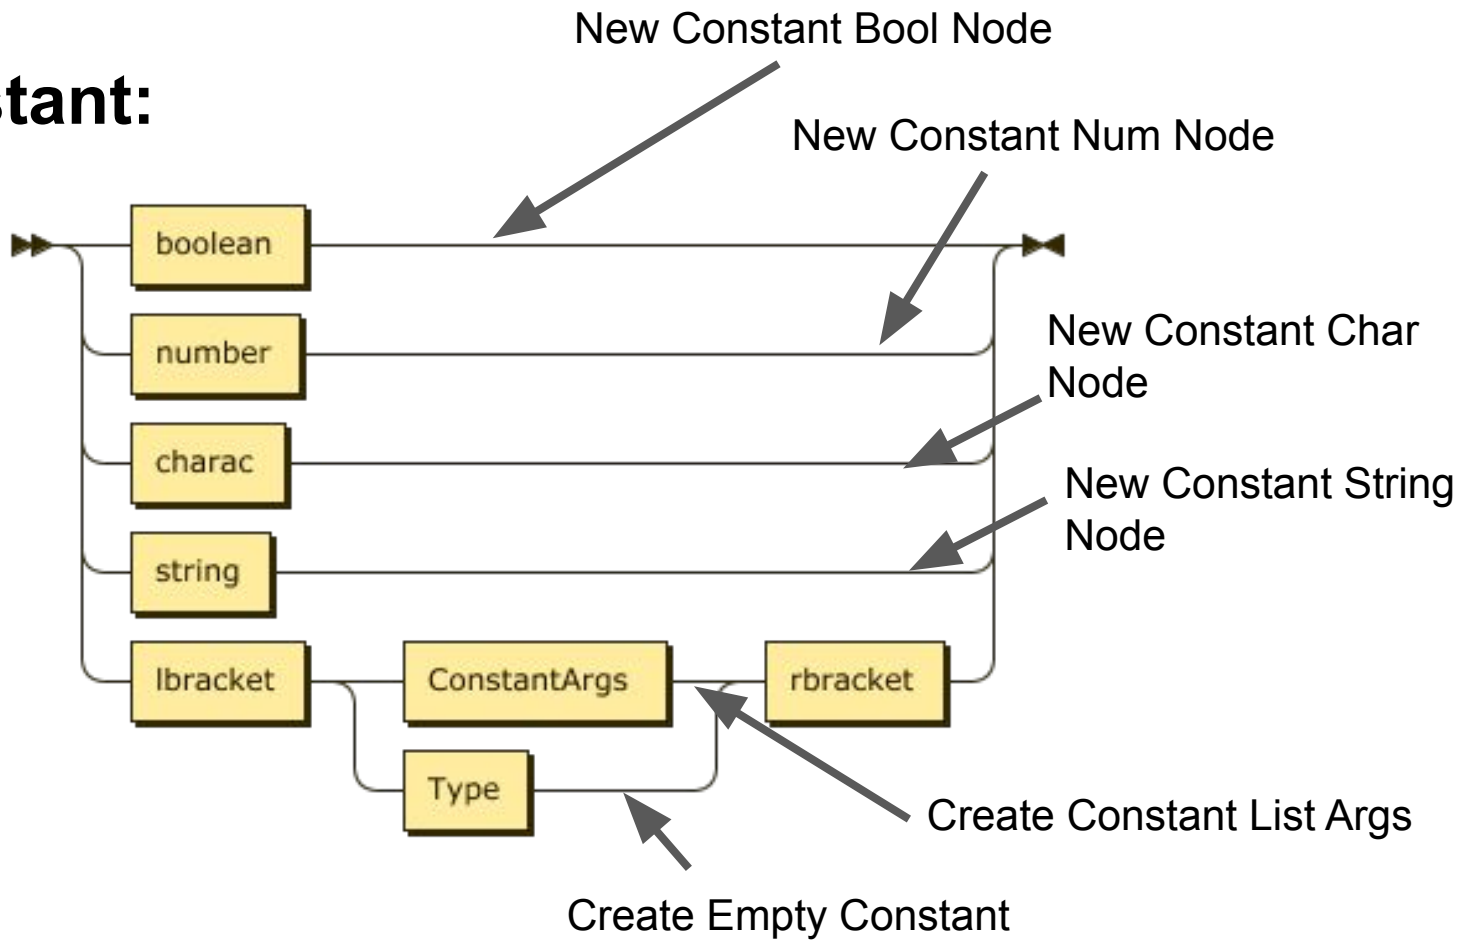 New Constant Bool Node
stant:
New Constant Num Node
boolean
number
New Constant Char
Node
charac
New Constant String
Node
string
lbracket
ConstantArgs
rbracket
Type
Create Constant List Args
Create Empty Constant